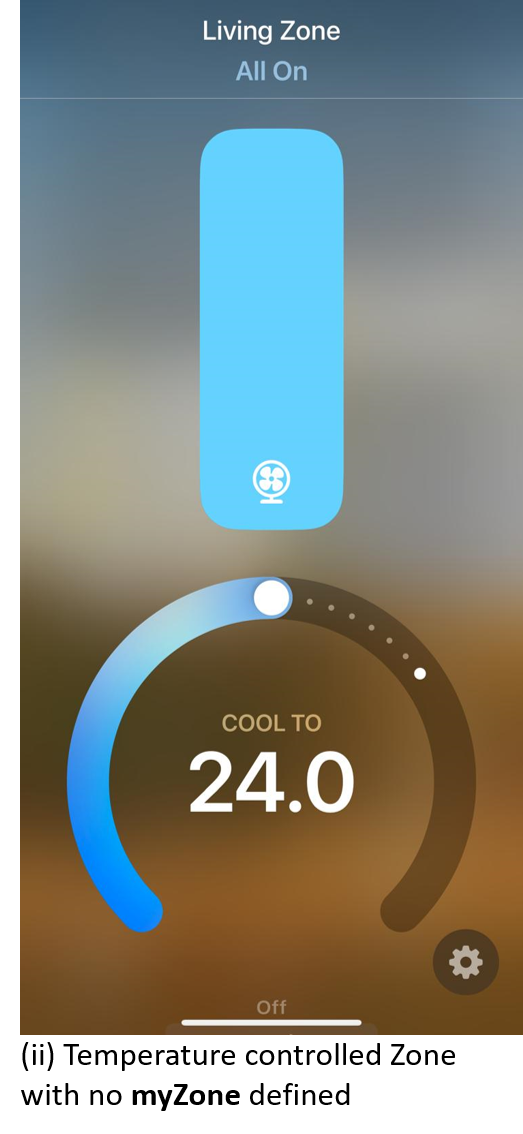 Living Zone
All On
COOL TO
24.0
Off
(ii) Temperature controlled Zone
with no myZone defined